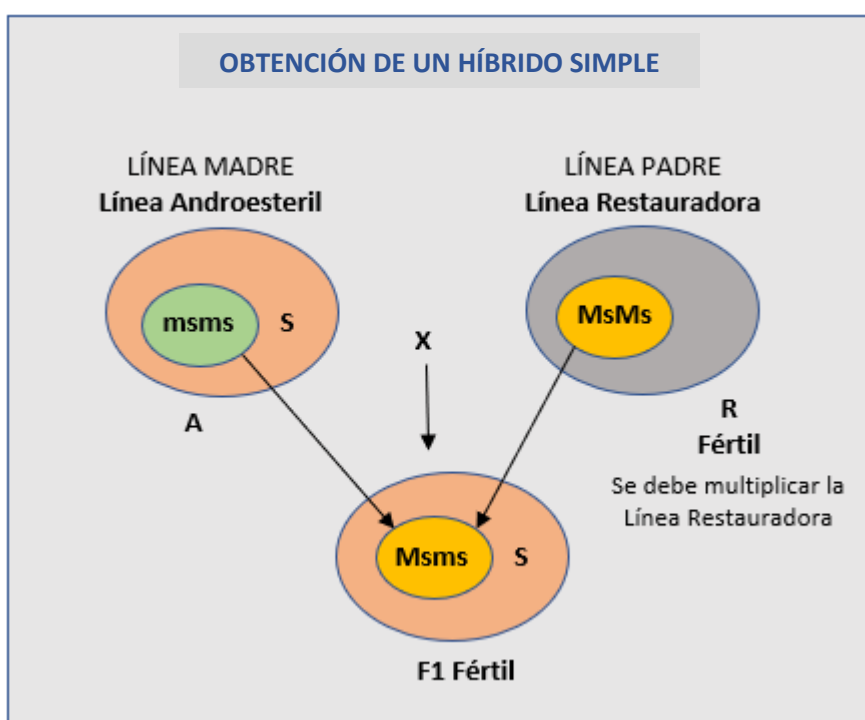 OBTENCIÓN DE UN HÍBRIDO SIMPLE
LÍNEA MADRE
Línea Androesteril
LÍNEA PADRE
Línea Restauradora
msms
S
MsMs
X
A
R
Fértil
Se debe multiplicar la
Línea Restauradora
Msms
S
F1 Fértil